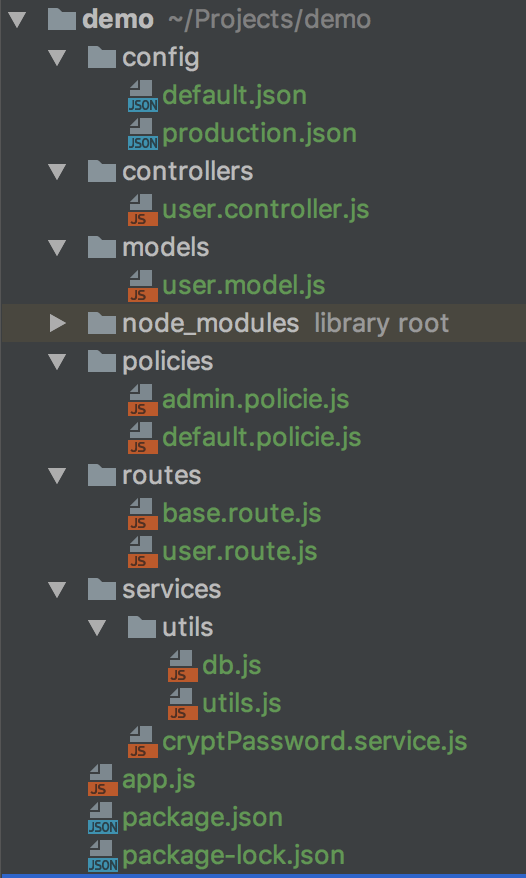 demo ~/Projects/demo
config
JSON default.json
JSON production.json
controllers
JS user.controller.js
models
JS user.model.js
node_modules library root
policies
JS admin.policie.js
JS default.policie.js
routes
JS base.route.js
JS user.route.js
services
utils
JS db.js
JS utils.js
JS cryptPassword.service.js
JS app.js
JSON package.json
JSON package-lock.json